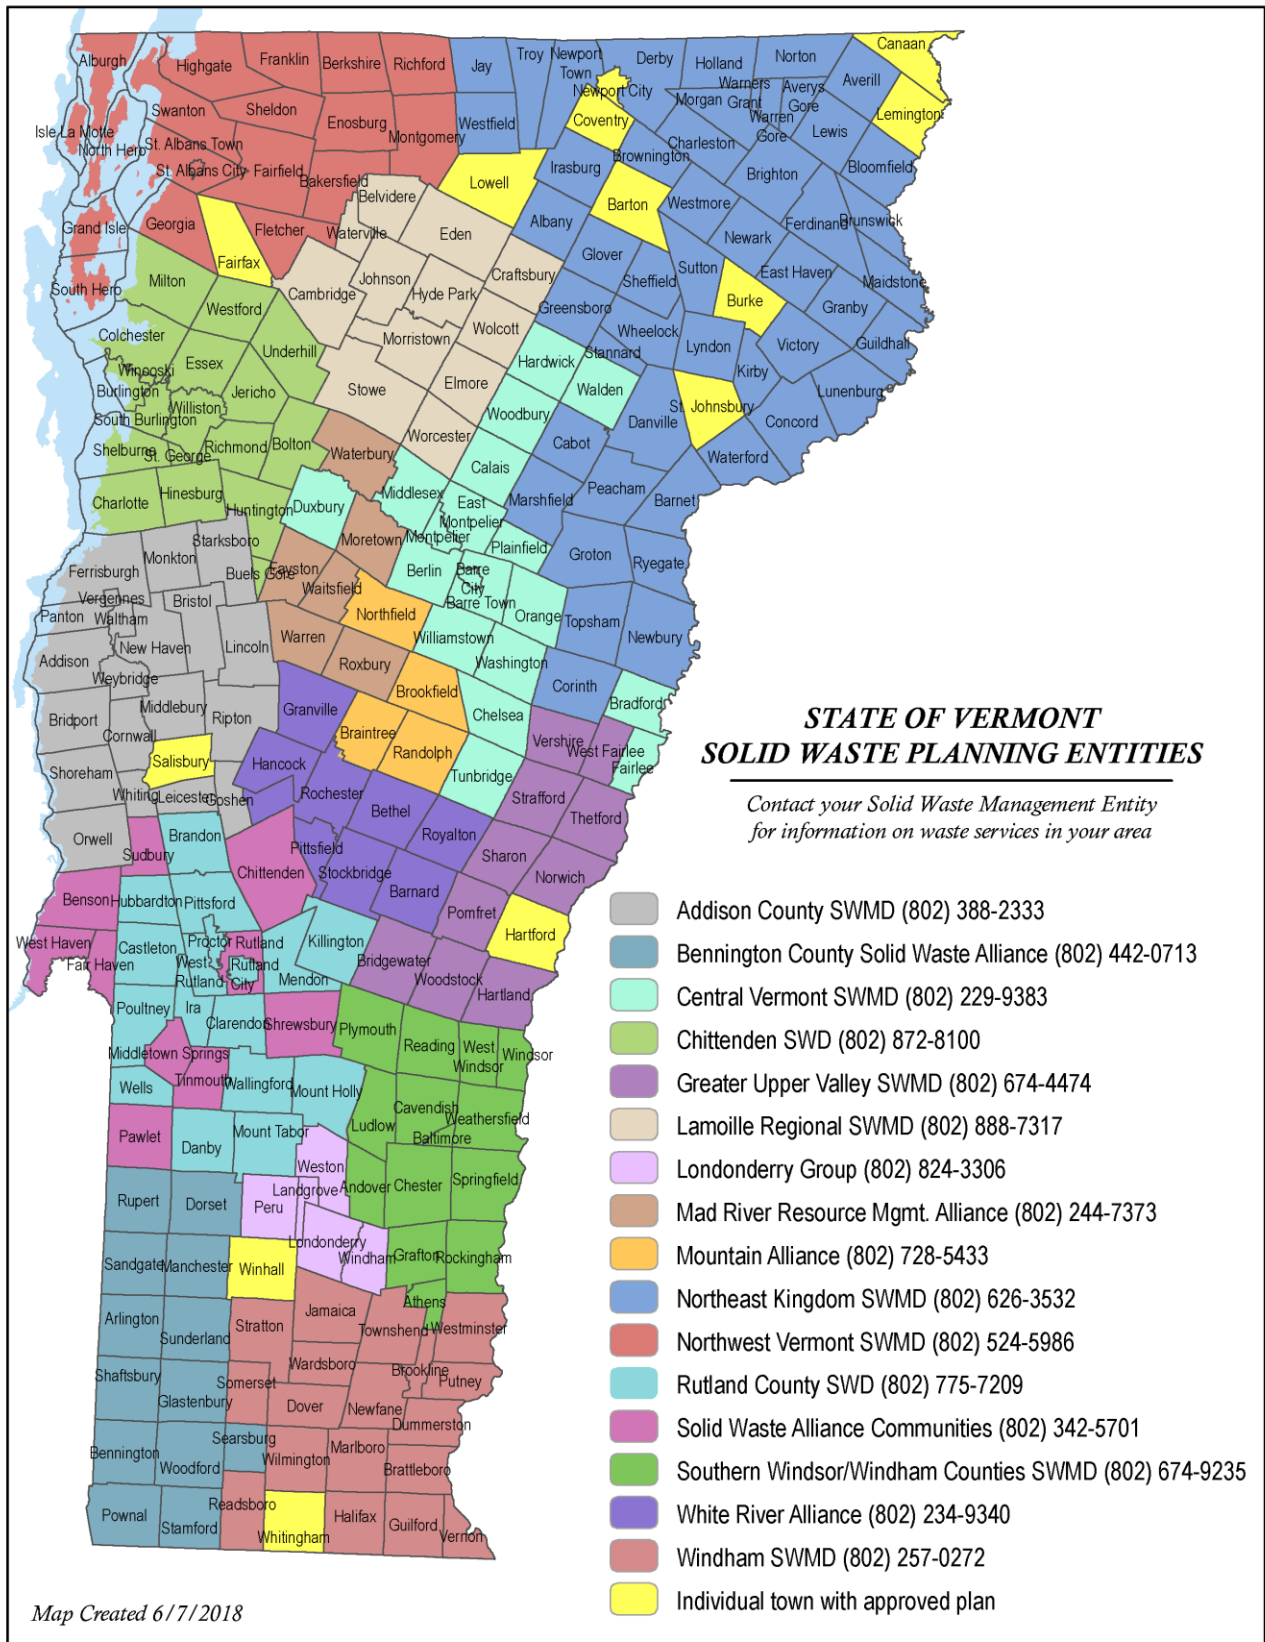 Alburgh
Highgate
Franklin
Berkshire
Richford
Jay
Troy
Newport
Town
Derby
Holland
Norton
Canaan
Averill
Warners
Grant
Averys
Gore
Newport City
Morgan
Warren
Gore
Lewis
Lemington
Swanton
Sheldon
Enosburg
Montgomery
Westfield
Coventry
Charleston
Brownington
Isle La Motte
North Hero
St. Albans Town
St. Albans City
Fairfield
Bakersfield
Lowell
Irasburg
Brighton
Bloomfield
Belvidere
Barton
Westmore
Ferdinand
Brunswick
Grand Isle
Georgia
Fletcher
Waterville
Eden
Albany
Newark
Fairfax
Glover
Sutton
East Haven
Maidstone
South Hero
Milton
Cambridge
Johnson
Hyde Park
Craftsbury
Sheffield
Burke
Granby
Westford
Greensboro
Colchester
Underhill
Morristown
Wolcott
Wheelock
Lyndon
Victory
Guildhall
Winooski
Essex
Hardwick
Stannard
Kirby
Burlington
Jericho
Stowe
Elmore
Walden
Lunenburg
Williston
South Burlington
Woodbury
St. Johnsbury
Danville
Concord
Shelburne
St. George
Richmond
Bolton
Waterbury
Worcester
Cabot
Waterford
Calais
Charlotte
Hinesburg
Huntington
Duxbury
Middlesex
East
Montpelier
Marshfield
Peacham
Barnet
Starksboro
Moretown
Montpelier
Plainfield
Groton
Ryegate
Ferrisburgh
Monkton
Buels Gore
Fayston
Berlin
Barre
City
Vergennes
Panton
Waltham
Bristol
Waitsfield
Northfield
Barre Town
Orange
Topsham
Newbury
Addison
New Haven
Lincoln
Warren
Williamstown
Washington
Weybridge
Roxbury
Brookfield
Corinth
Bradford
Bridport
Middlebury
Ripton
Granville
Chelsea
Cornwall
Braintree
Randolph
Vershire
West Fairlee
Fairlee
Shoreham
Salisbury
Hancock
Tunbridge
Whiting
Leicester
Goshen
Rochester
Bethel
Strafford
Thetford
Orwell
Sudbury
Brandon
Pittsfield
Royalton
Sharon
Chittenden
Stockbridge
Barnard
Norwich
Benson
Hubbardton
Pittsford
Pomfret
Hartford
West Haven
Fair Haven
Castleton
Proctor
Rutland
West
Rutland
Rutland
City
Killington
Mendon
Bridgewater
Woodstock
Hartland
Poultney
Ira
Clarendon
Shrewsbury
Plymouth
Reading
West
Windsor
Windsor
Middletown Springs
Tinmouth
Wells
Wallingford
Mount Holly
Ludlow
Cavendish
Baltimore
Weathersfield
Pawlet
Danby
Mount Tabor
Weston
Landgrove
Andover
Chester
Springfield
Rupert
Dorset
Peru
Londonderry
Windham
Grafton
Rockingham
Sandgate
Manchester
Winhall
Athens
Arlington
Sunderland
Stratton
Jamaica
Townshend
Westminster
Wardsboro
Brookline
Putney
Shaftsbury
Glastenbury
Somerset
Dover
Newfane
Dummerston
Bennington
Woodford
Searsburg
Wilmington
Marlboro
Brattleboro
Pownal
Stamford
Readsboro
Whitingham
Halifax
Guilford
Vernon
STATE OF VERMONT
SOLID WASTE PLANNING ENTITIES
Contact your Solid Waste Management Entity
for information on waste services in your area
Addison County SWMD (802) 388-2333
Bennington County Solid Waste Alliance (802) 442-0713
Central Vermont SWMD (802) 229-9383
Chittenden SWD (802) 872-8100
Greater Upper Valley SWMD (802) 674-4474
Lamoille Regional SWMD (802) 888-7317
Londonderry Group (802) 824-3306
Mad River Resource Mgmt. Alliance (802) 244-7373
Mountain Alliance (802) 728-5433
Northeast Kingdom SWMD (802) 626-3532
Northwest Vermont SWMD (802) 524-5986
Rutland County SWD (802) 775-7209
Solid Waste Alliance Communities (802) 342-5701
Southern Windsor/Windham Counties SWMD (802) 674-9235
White River Alliance (802) 234-9340
Windham SWMD (802) 257-0272
Individual town with approved plan
Map Created 6/7/2018